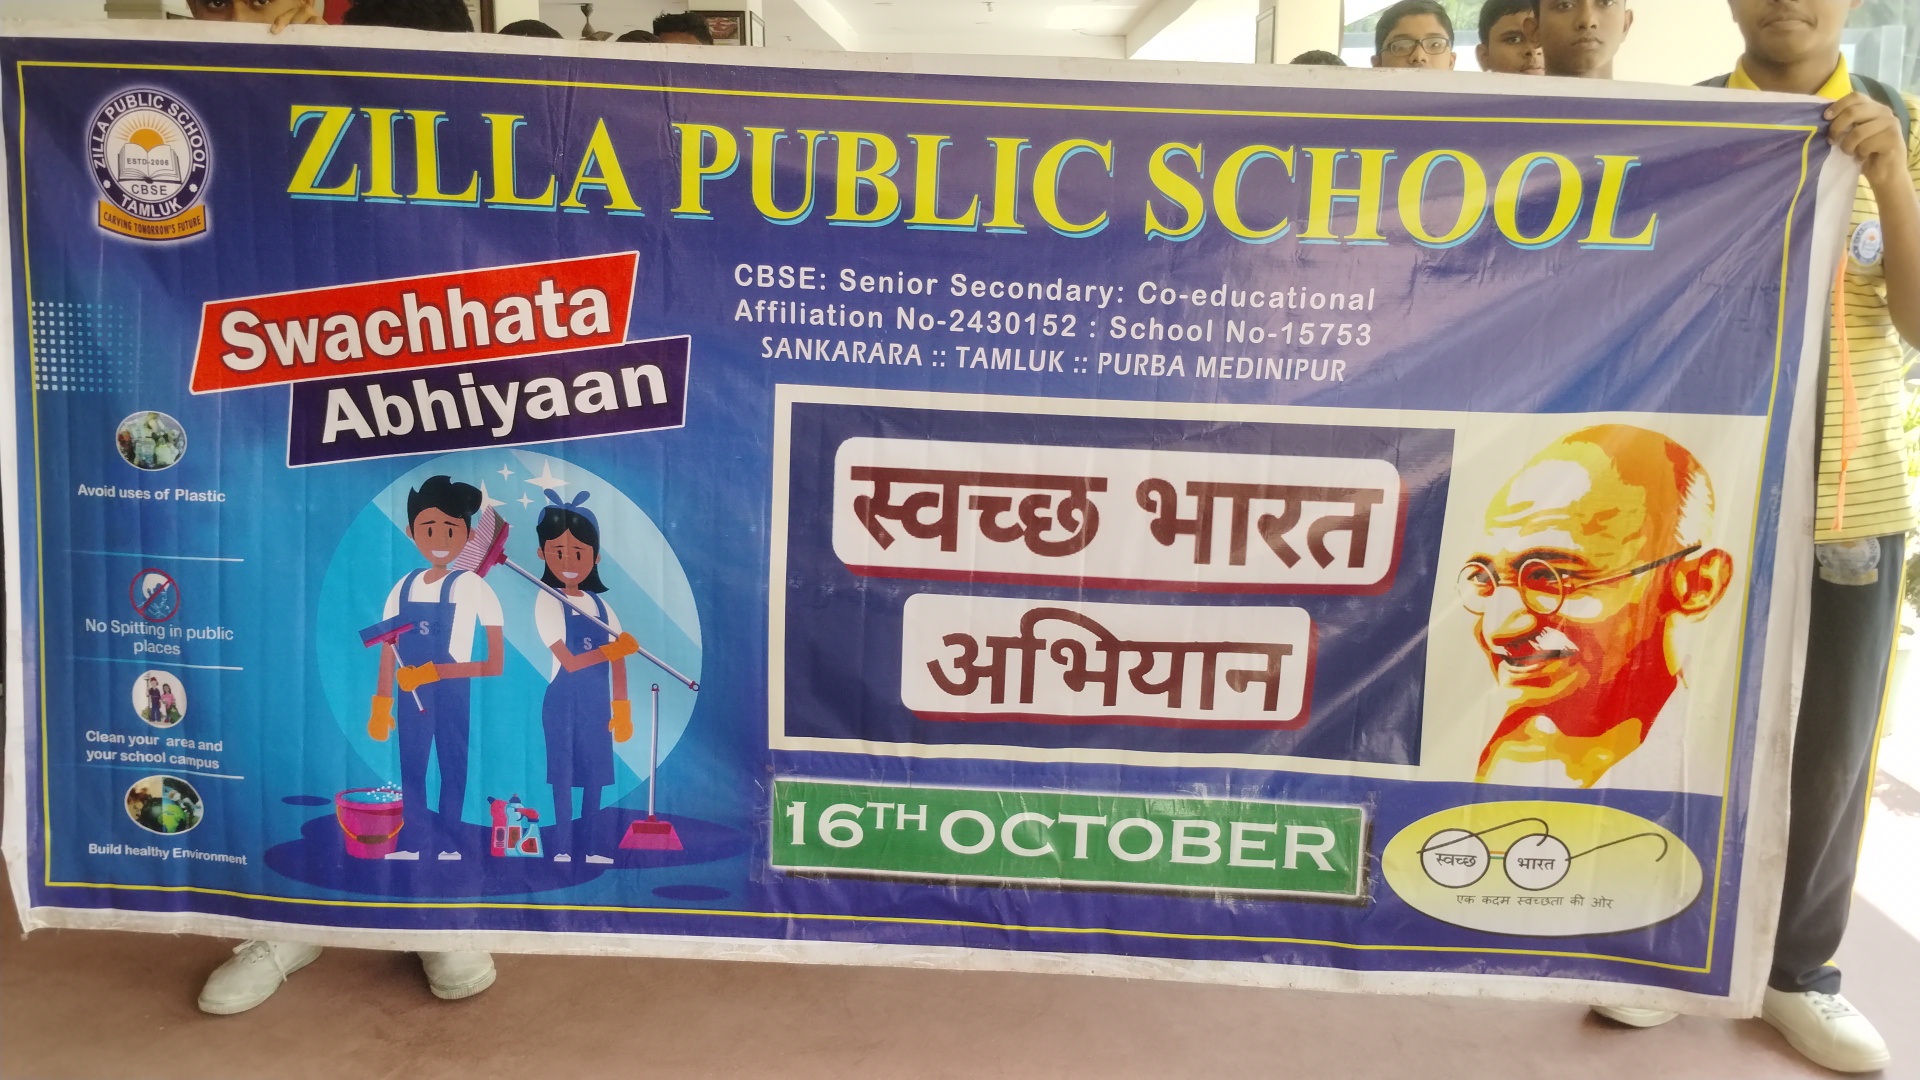 ZILLA PUBLIC SCHOOL
ESTD-2006
CBSE
TAMLUK
CARVING TOMORROW'S FUTURE
ZILLA PUBLIC SCHOOL
CBSE: Senior Secondary: Co-educational
Affiliation No-2430152 : School No-15753
SANKARARA :: TAMLUK :: PURBA MEDINIPUR
Swachhata
Abhiyaan
Avoid uses of Plastic
No Spitting in public
places
Clean your area and
your school campus
Build healthy Environment
S
S
स्वच्छ भारत
अभियान
16TH OCTOBER
स्वच्छ भारत
एक कदम स्वच्छता की ओर